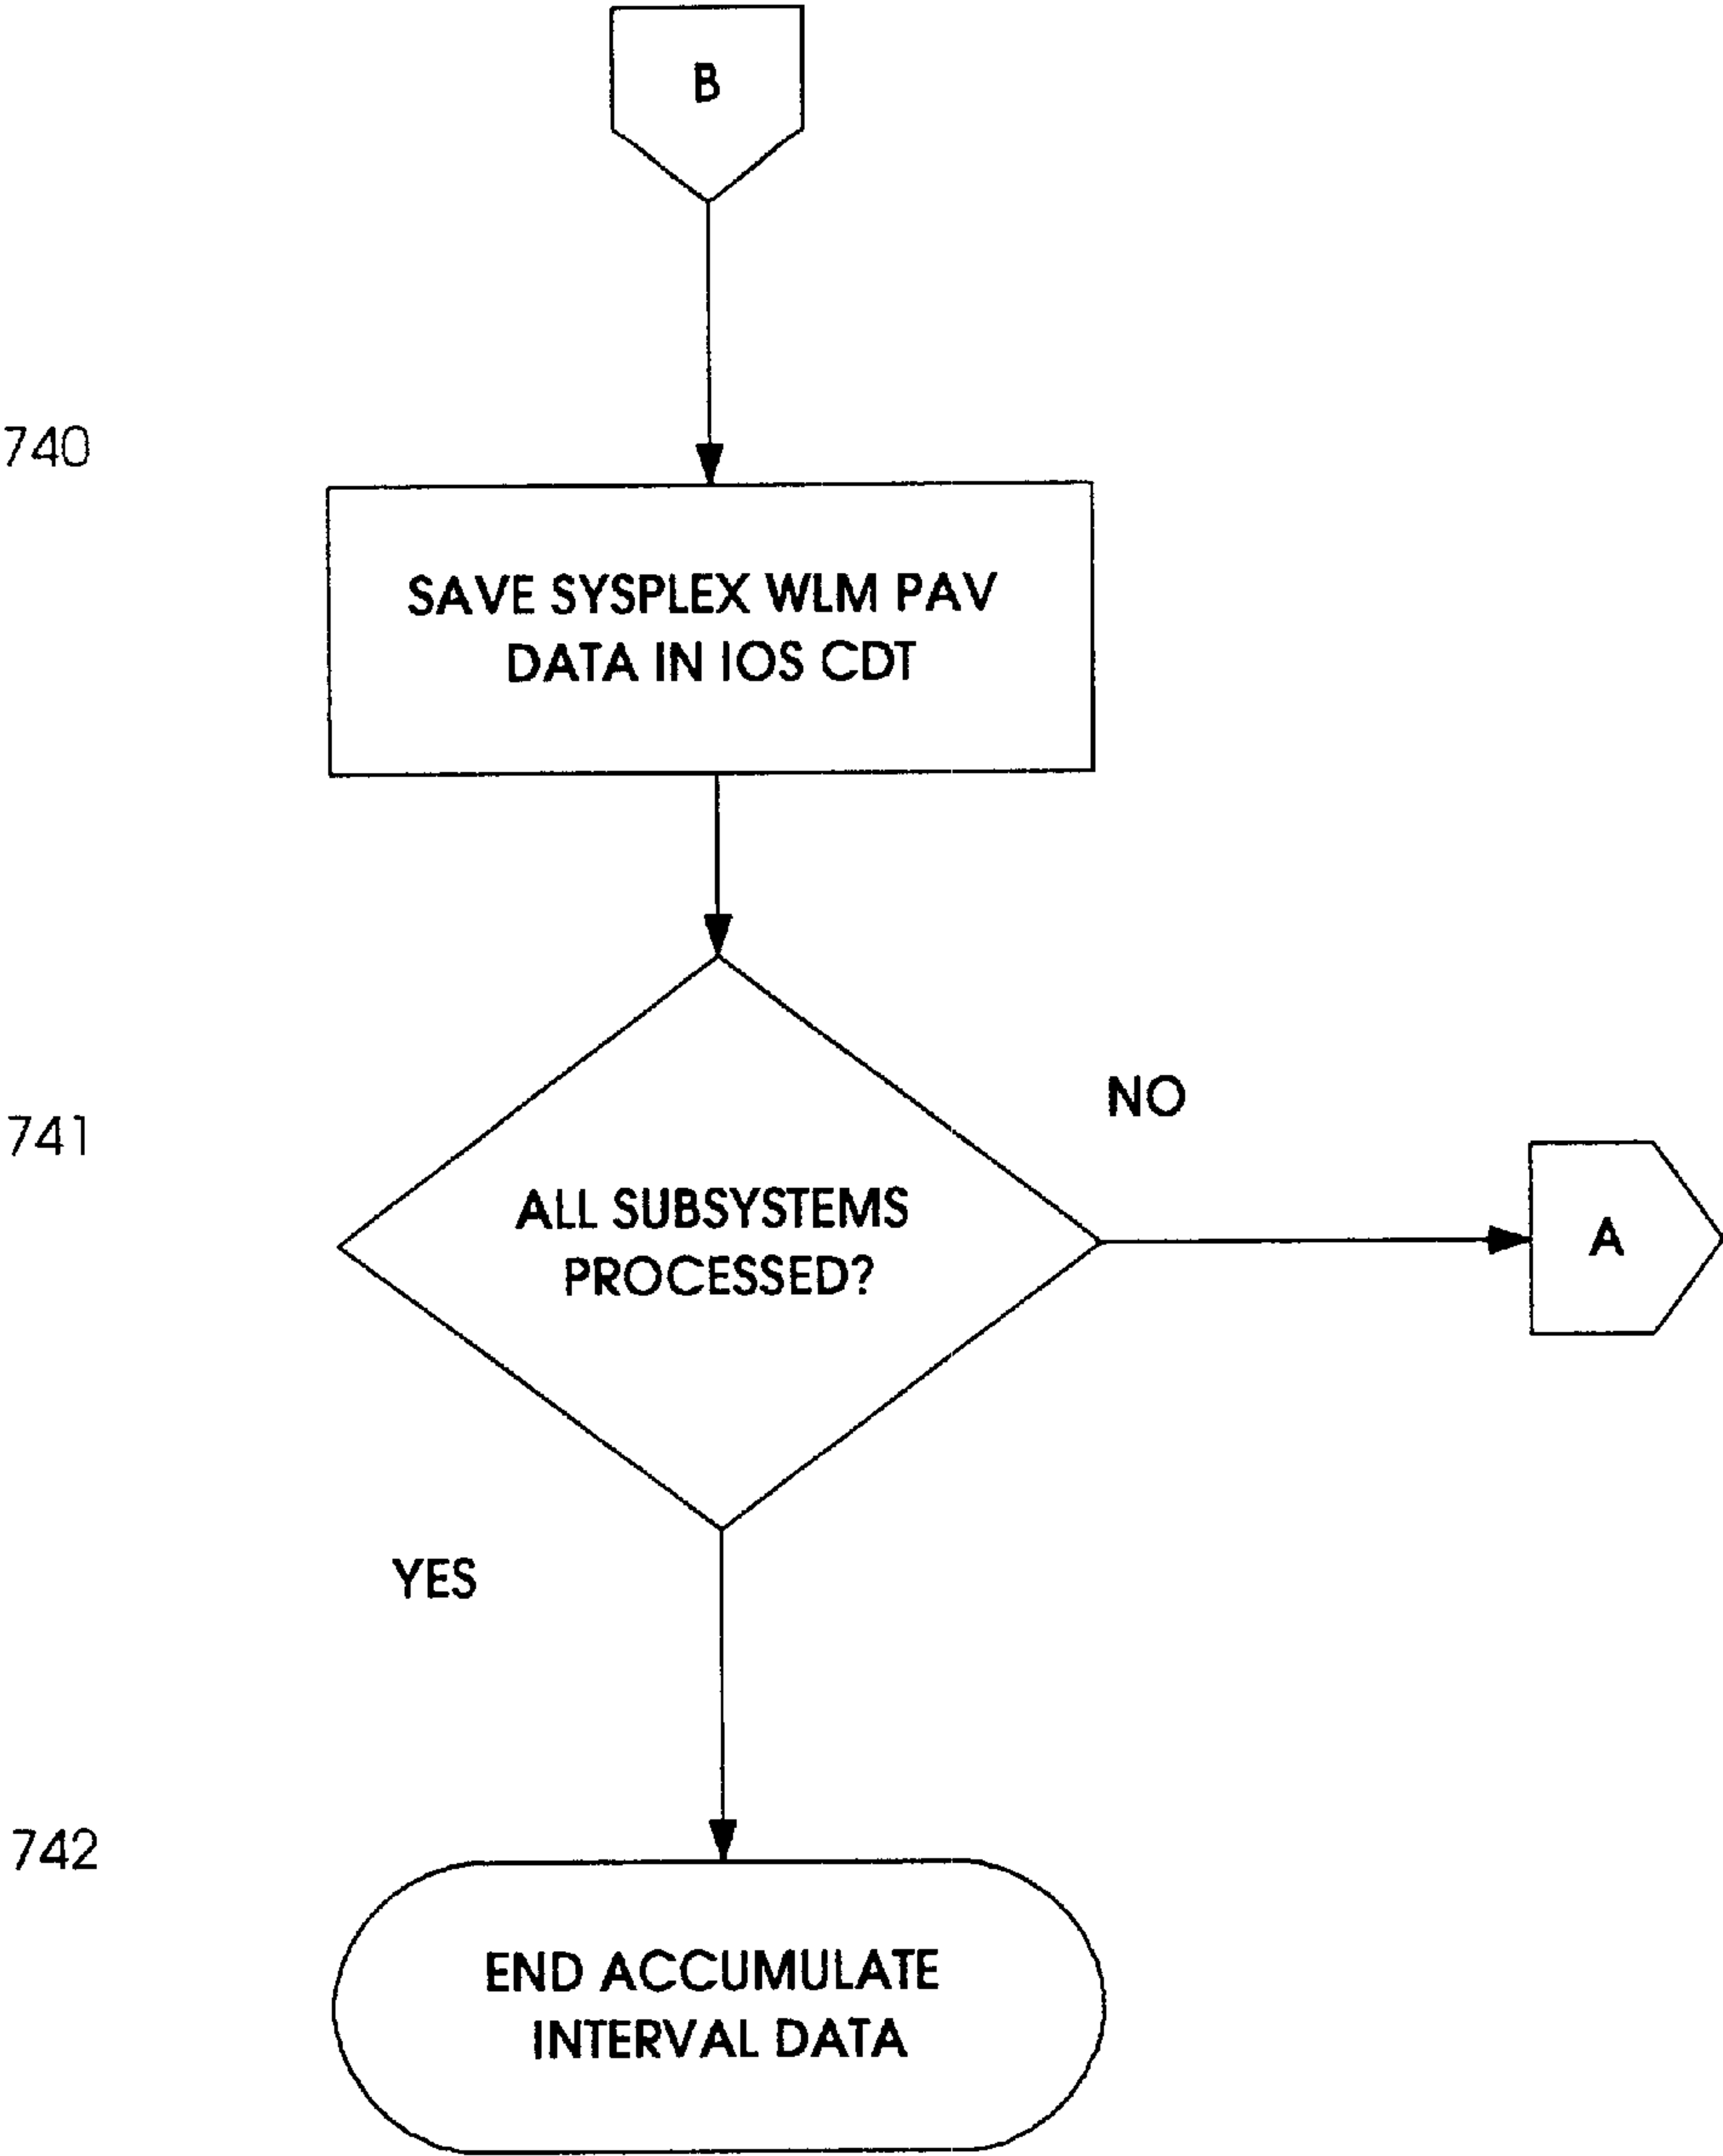 B
740
SAVE SYSPLEX WLM PAV
DATA IN IOS CDT
741
NO
ALL SUBSYSTEMS
PROCESSED?
A
YES
742
END ACCUMULATE
INTERVAL DATA